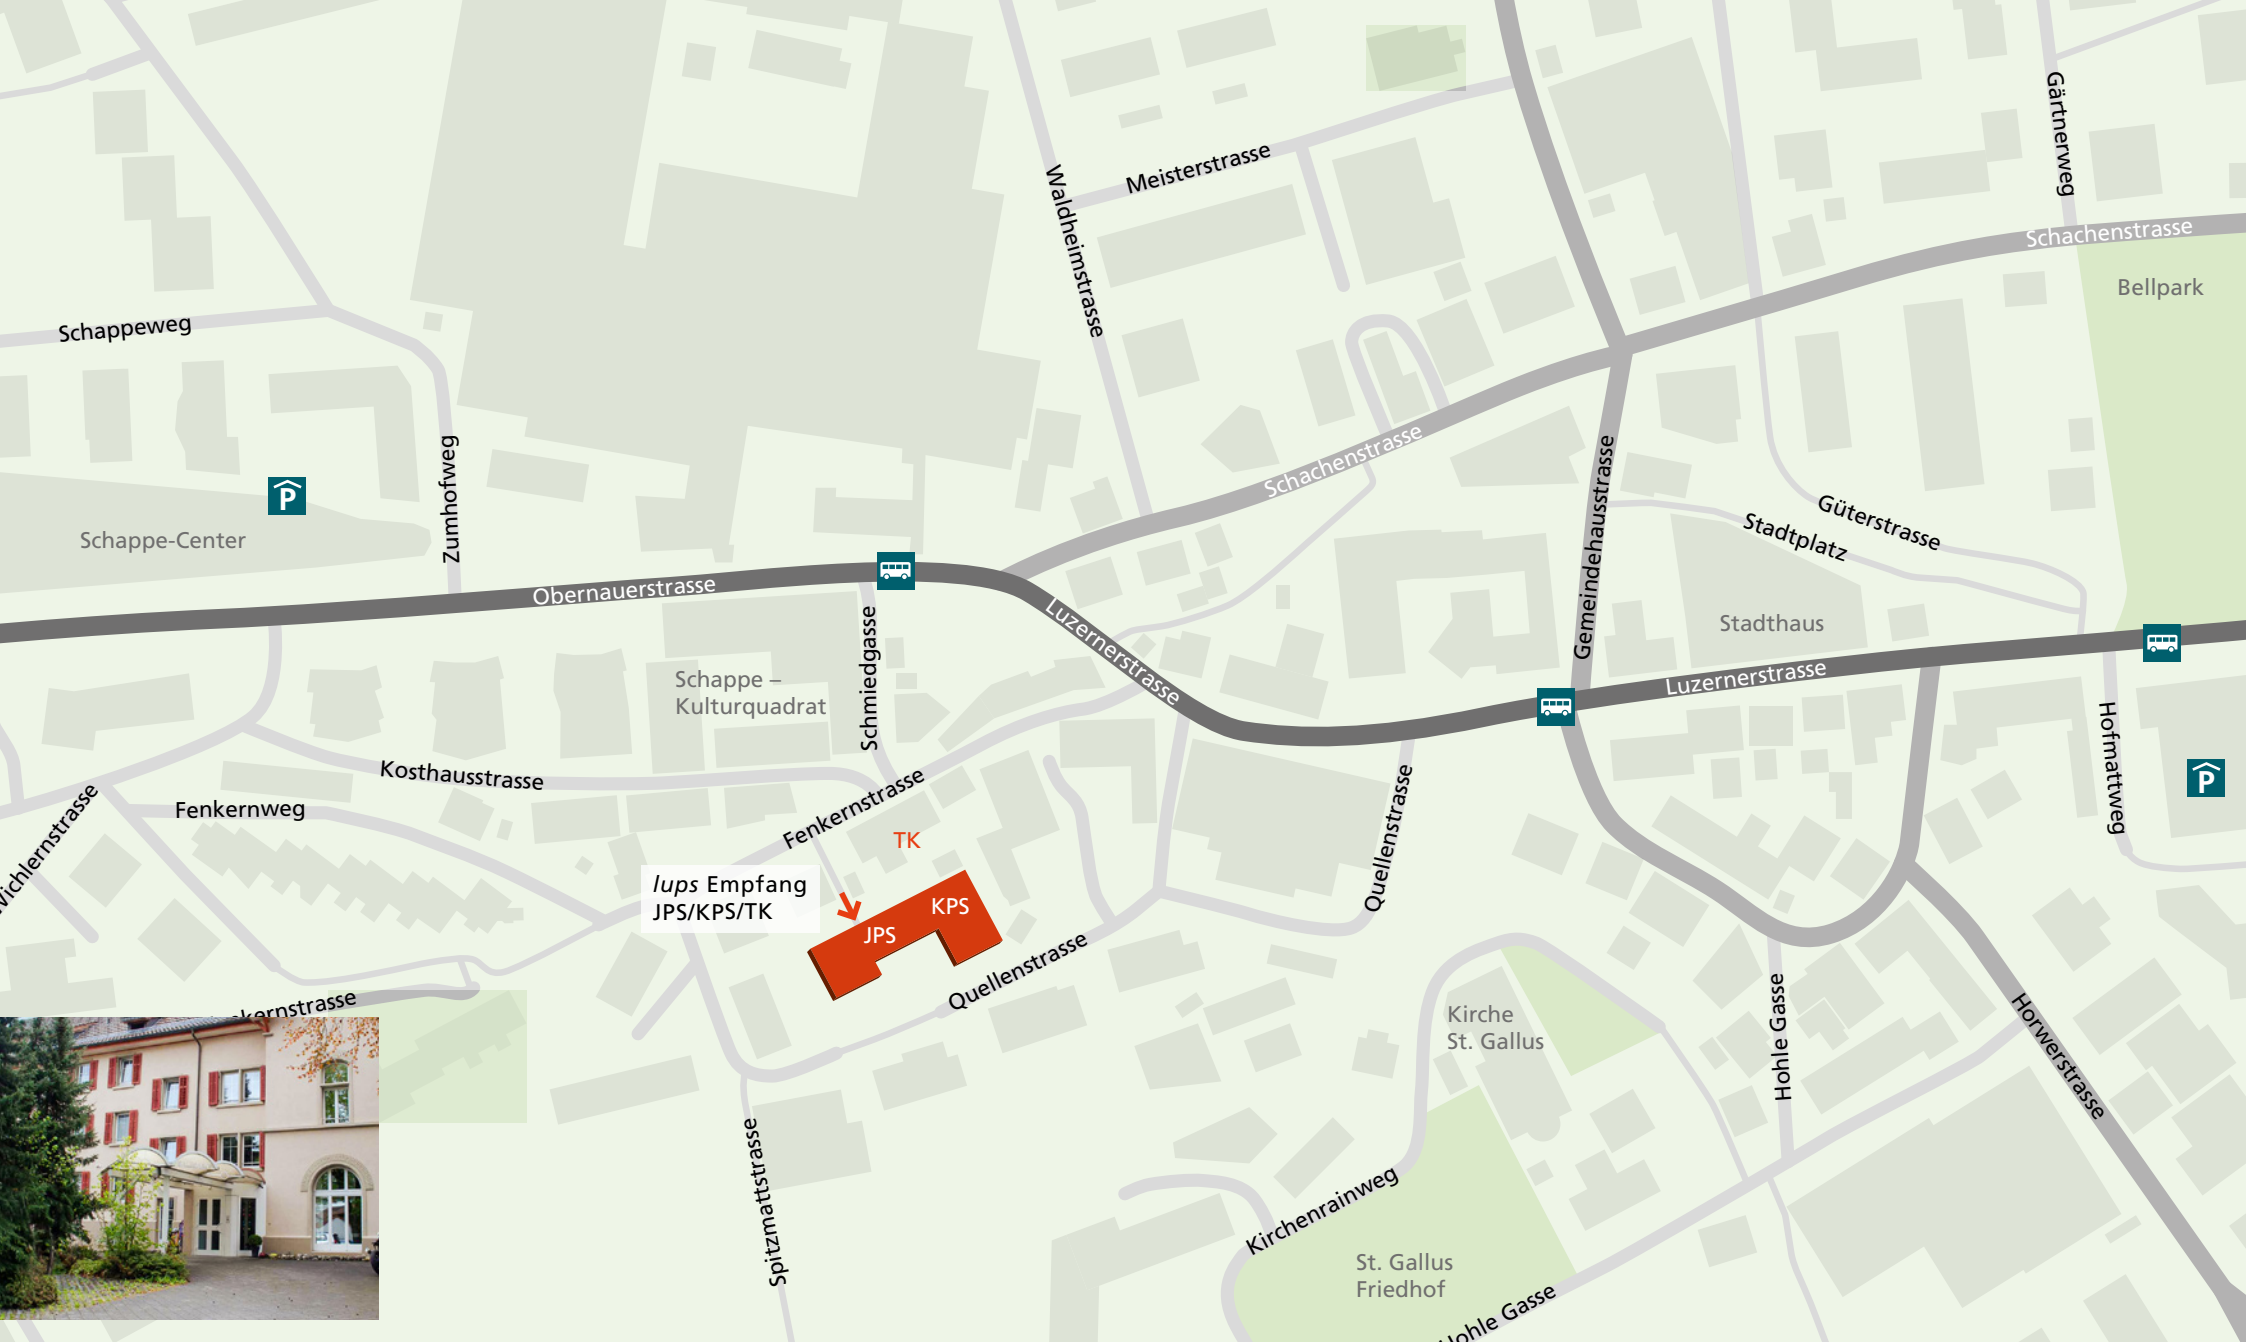 Gärtnerweg
Meisterstrasse
Waldheimstrasse
Schachenstrasse
Bellpark
Schappeweg
Zumhofweg
Schachenstrasse
Gemeindehausstrasse
P
Schappe-Center
Güterstrasse
Stadtplatz
Obernauerstrasse
Luzernerstrasse
Stadthaus
Luzernerstrasse
Schmiedgasse
Schappe –
Kulturquadrat
Hofmattweg
P
Kosthausstrasse
Fenkernweg
Fenkernstrasse
Quellenstrasse
TK
lups Empfang
JPS/KPS/TK
KPS
JPS
Quellenstrasse
Kirche
St. Gallus
Hohle Gasse
Horwerstrasse
Spitzmattstrasse
Kirchenrainweg
St. Gallus
Friedhof
Hohle Gasse